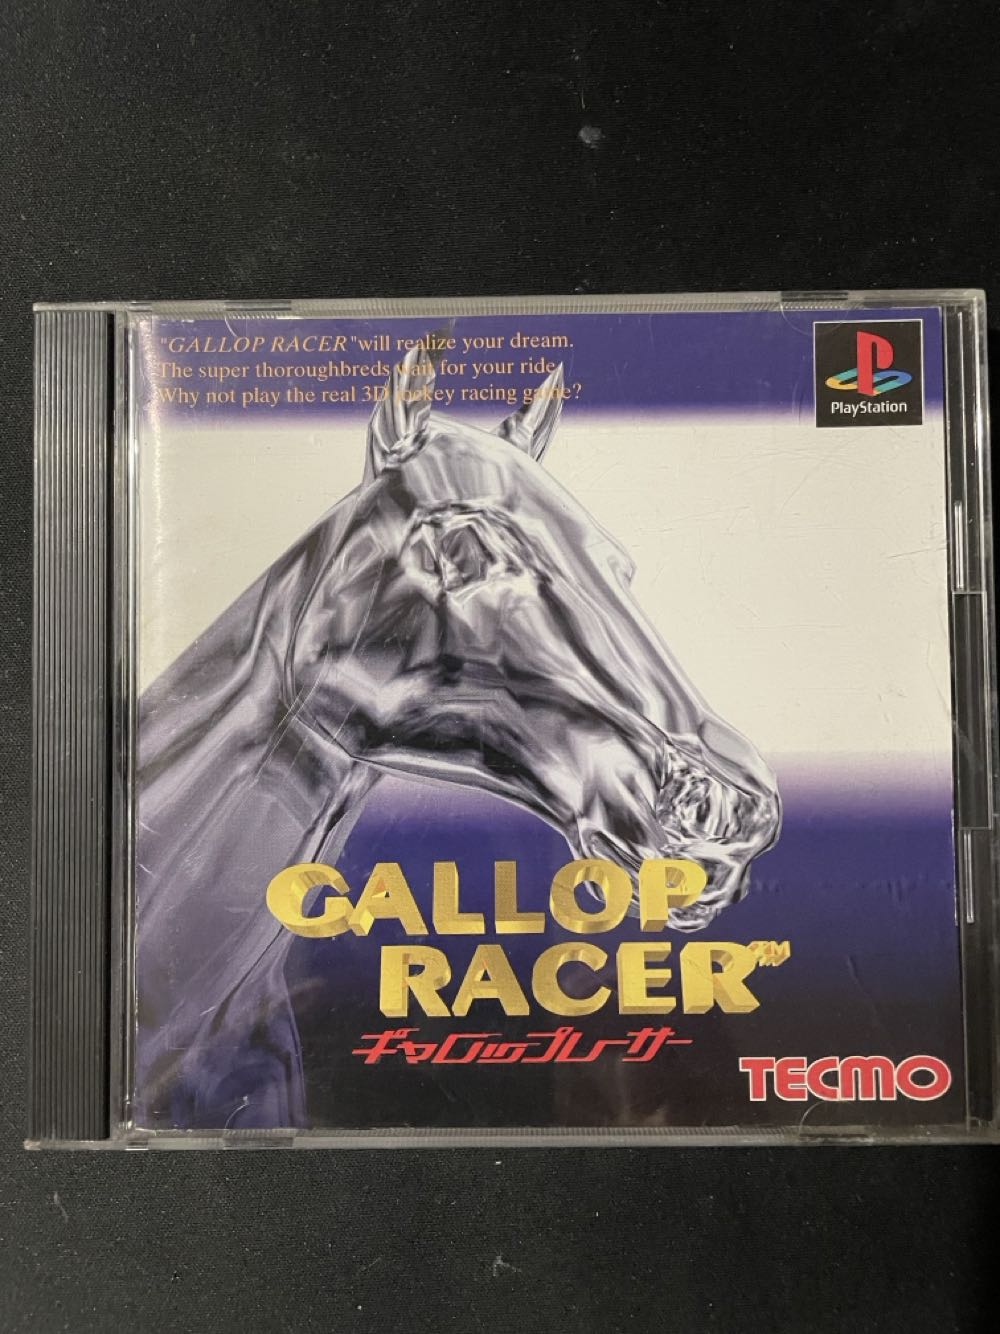 "GALLOP RACER" will realize your dream.
The super thoroughbreds wait for your ride.
Why not play the real 3D jockey racing game?
PlayStation
GALLOP
RACER™
ギャロップレーサー
TECMO